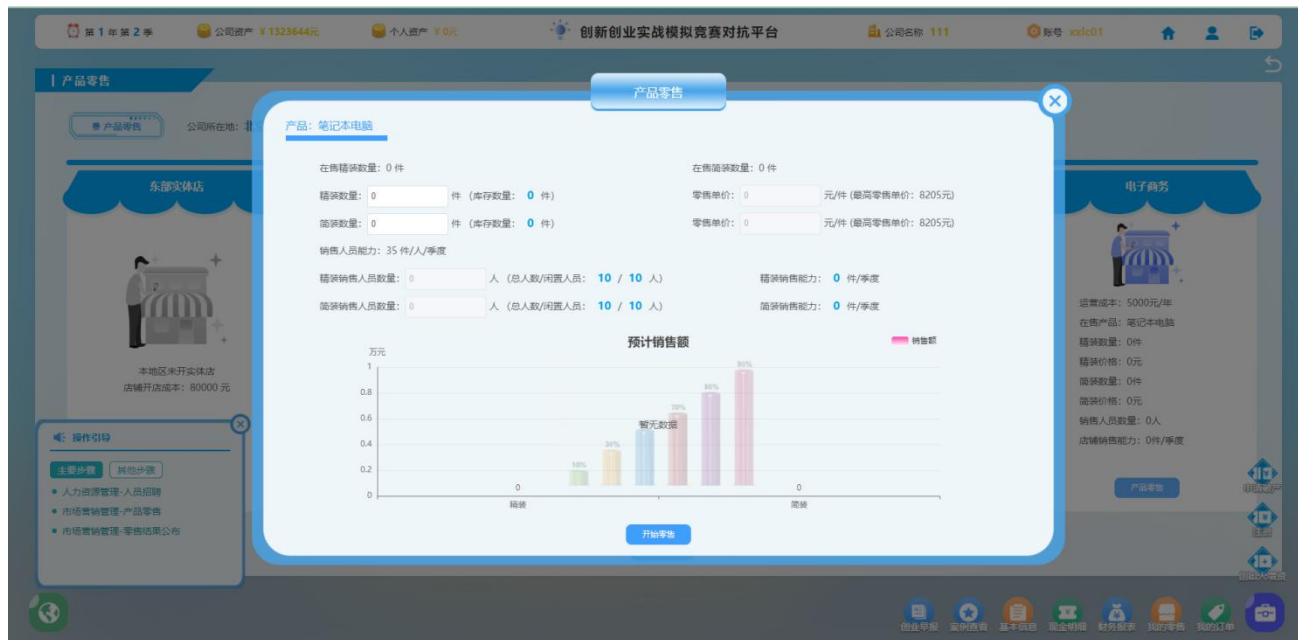 第 1 年第 2 季
公司资产 ￥1323644元
个人资产 ￥0元
创新创业实战模拟竞赛对抗平台
公司名称 111
账号 xxlc01
产品零售
产品零售
公司所在地：北
产品零售
产品：笔记本电脑
在售精装数量：0 件
在售简装数量：0 件
精装数量： 0 件 （库存数量： 0 件）
零售单价： 0 元/件 (最高零售单价：8205元)
简装数量： 0 件 （库存数量： 0 件）
零售单价： 0 元/件 (最高零售单价：8205元)
销售人员能力：35 件/人/季度
精装销售人员数量： 0 人 （总人数/闲置人员： 10 / 10 人）
精装销售能力： 0 件/季度
简装销售人员数量： 0 人 （总人数/闲置人员： 10 / 10 人）
简装销售能力： 0 件/季度
预计销售额
销售额
万元
1
0.8
0.6
0.4
0.2
0
10%
30%
70%
80%
90%
暂无数据
0
0
精装
简装
开始零售
东部实体店
本地区未开实体店
店铺开店成本：80000 元
电子商务
运营成本：5000元/年
在售产品：笔记本电脑
精装数量：0件
精装价格：0元
简装数量：0件
简装价格：0元
销售人员数量：0人
店铺销售能力：0件/季度
产品零售
操作引导
主要步骤
其他步骤
人力资源管理-人员招聘
市场营销管理-产品零售
市场营销管理-零售结果公布
申请破产
注资
创业早报
案例查询
基本信息
现金明细
财务报表
我的零售
我的订单